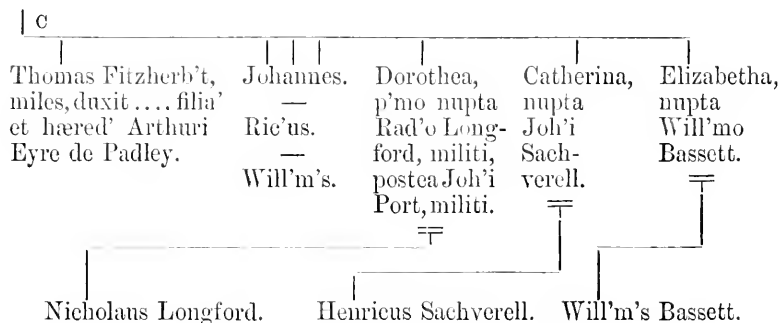 C
Thomas Fitzherb't,
miles, duxit .... filia'
et hæred' Arthuri
Eyre de Padley.
Johannes.
—
Ric'us.
—
Will'm's.
Dorothea,
p'mo nupta
Rad'o Long-
ford, militi,
postea Joh'i
Port, militi.
Catherina,
nupta
Joh'i
Sach-
verell.
Elizabetha,
nupta
Will'mo
Bassett.
Nicholaus Longford.
Henricus Sachverell.
Will'm's Bassett.